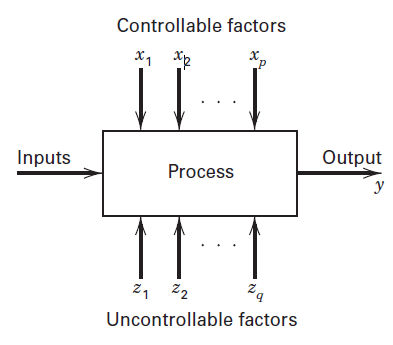 Controllable factors
x1 x2 xp
. . .
Inputs
Process
Output
y
. . .
z1 z2 zq
Uncontrollable factors